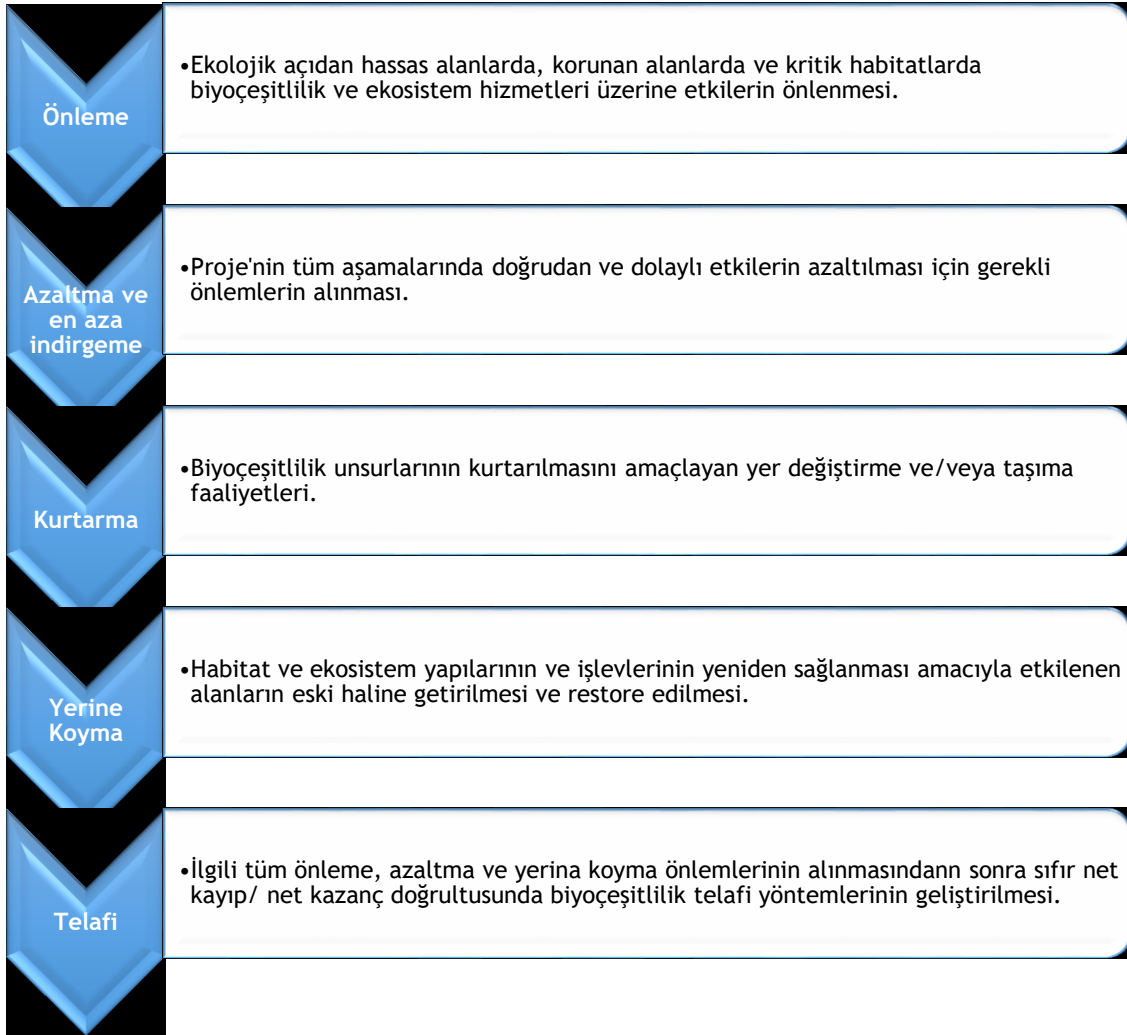 Önleme
•Ekolojik açıdan hassas alanlarda, korunan alanlarda ve kritik habitatlarda
biyoçeşitlilik ve ekosistem hizmetleri üzerine etkilerin önlenmesi.
Azaltma ve
en aza
indirgeme
•Proje'nin tüm aşamalarında doğrudan ve dolaylı etkilerin azaltılması için gerekli
önlemlerin alınması.
Kurtarma
•Biyoçeşitlilik unsurlarının kurtarılmasını amaçlayan yer değiştirme ve/veya taşıma
faaliyetleri.
Yerine
Koyma
•Habitat ve ekosistem yapılarının ve işlevlerinin yeniden sağlanması amacıyla etkilenen
alanların eski haline getirilmesi ve restore edilmesi.
Telafi
•İlgili tüm önleme, azaltma ve yerina koyma önlemlerinin alınmasındann sonra sıfır net
kayıp/ net kazanç doğrultusunda biyoçeşitlilik telafi yöntemlerinin geliştirilmesi.